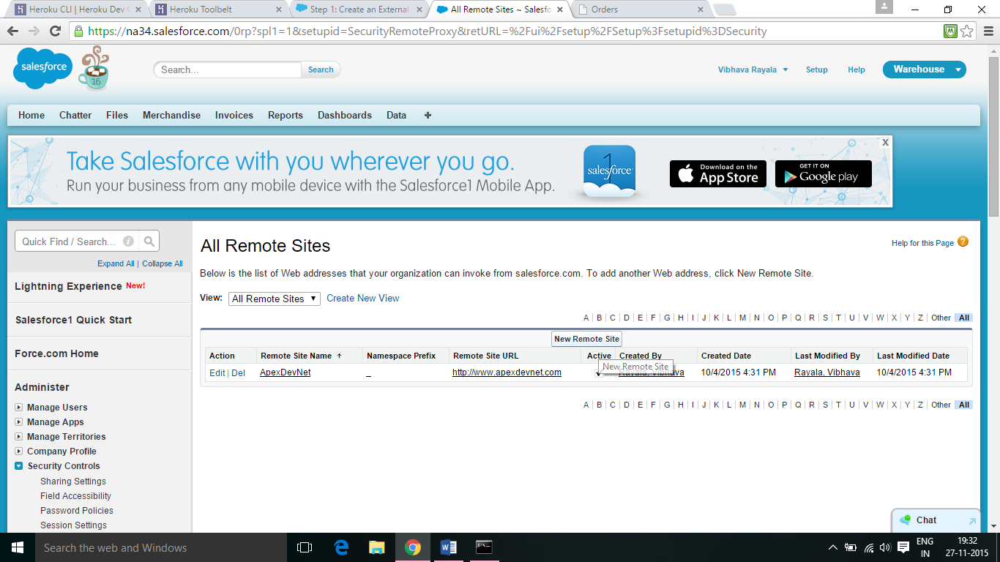 Heroku CLI | Heroku Dev C
Heroku Toolbelt
Step 1: Create an External
All Remote Sites ~ Salesfo
Orders
https://na34.salesforce.com/0rp?spl1=1&setupid=SecurityRemoteProxy&retURL=%2Fui%2Fsetup%2FSetup%3Fsetupid%3DSecurity
salesforce
16
Search...
Search
Vibhava Rayala
Setup
Help
Warehouse
Home Chatter Files Merchandise Invoices Reports Dashboards Data
Take Salesforce with you wherever you go.
Run your business from any mobile device with the Salesforce1 Mobile App.
1
salesforce
Download on the
App Store
GET IT ON
Google play
X
Quick Find / Search...
Expand All | Collapse All
Lightning Experience New!
Salesforce1 Quick Start
Force.com Home
Administer
Manage Users
Manage Apps
Manage Territories
Company Profile
Security Controls
Sharing Settings
Field Accessibility
Password Policies
Session Settings
All Remote Sites
Help for this Page
Below is the list of Web addresses that your organization can invoke from salesforce.com. To add another Web address, click New Remote Site.
View: All Remote Sites Create New View
A | B | C | D | E | F | G | H | I | J | K | L | M | N | O | P | Q | R | S | T | U | V | W | X | Y | Z | Other | All
New Remote Site
Action Remote Site Name Namespace Prefix Remote Site URL Active Created By Created Date Last Modified By Last Modified Date
New Remote Site
Edit | Del ApexDevNet _ http://www.apexdevnet.com Rayala, Vibhava 10/4/2015 4:31 PM Rayala, Vibhava 10/4/2015 4:31 PM
A | B | C | D | E | F | G | H | I | J | K | L | M | N | O | P | Q | R | S | T | U | V | W | X | Y | Z | Other | All
Chat
Search the web and Windows
ENG
IN
19:32
27-11-2015